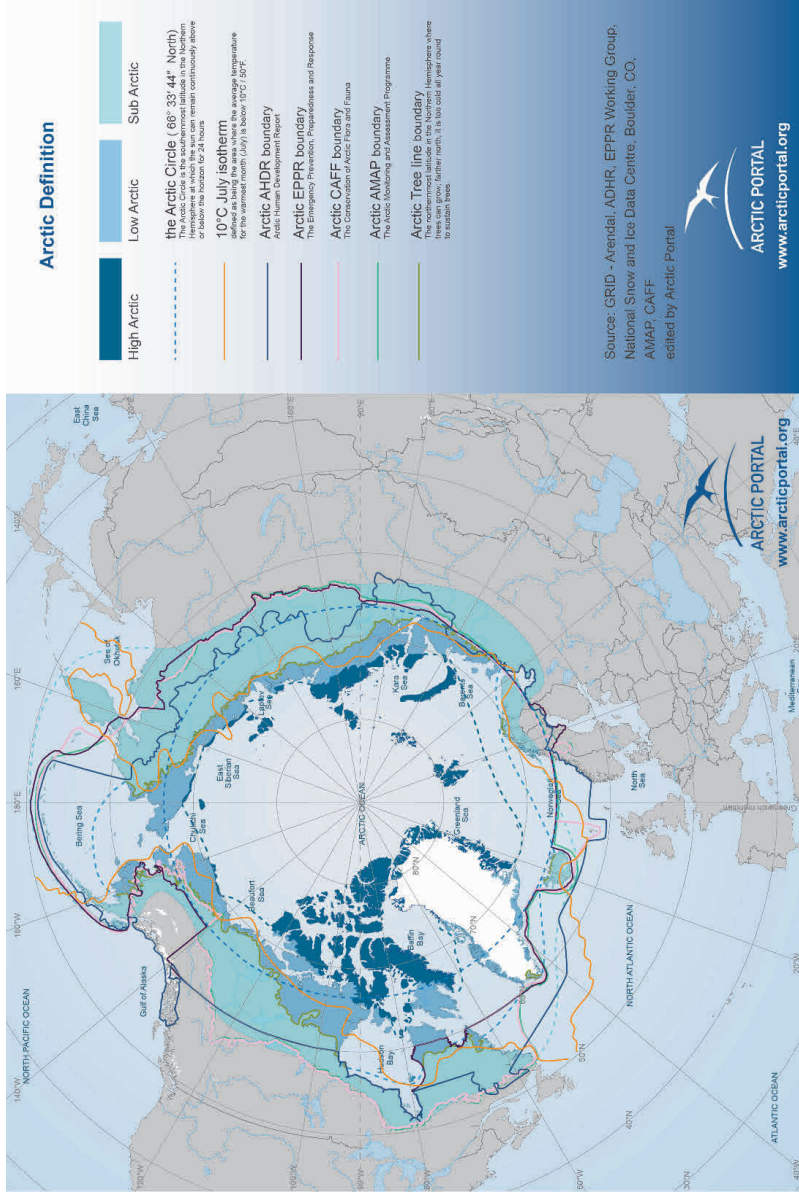 Arctic Definition
High Arctic
Low Arctic
Sub Arctic
the Arctic Circle ( 66° 33' 44" North)
The Arctic Circle is the southernmost latitude in the Northern
Hemisphere at which the sun can remain continuously above
or below the horizon for 24 hours
10°C July isotherm
defined as being the area where the average temperature
for the warmest month (July) is below 10°C / 50°F.
Arctic AHDR boundary
Arctic Human Development Report
Arctic EPPR boundary
The Emergency Prevention, Preparedness and Response
Arctic CAFF boundary
The Conservation of Arctic Flora and Fauna
Arctic AMAP boundary
The Arctic Monitoring and Assessment Programme
Arctic Tree line boundary
The northernmost latitude in the Northern Hemisphere where
trees can grow; farther north, it is too cold all year round
to sustain trees.
Source: GRID - Arendal, ADHR, EPPR Working Group,
National Snow and Ice Data Centre, Boulder, CO,
AMAP, CAFF
edited by Arctic Portal
ARCTIC PORTAL
www.arcticportal.org
140°W
NORTH PACIFIC OCEAN
160°W
180°E
160°E
140°E
120°E
East
China
Sea
Gulf of Alaska
Bering Sea
Sea of
Okhotsk
120°W
Beaufort
Sea
Chukchi
Sea
East
Siberian
Sea
Laptev
Sea
100°W
100°E
ARCTIC OCEAN
80°E
Hudson
Bay
Baffin
Bay
80°N
70°N
Greenland
Sea
Kara
Sea
Barents
Sea
80°W
60°W
50°N
40°N
30°N
Norwegian
Sea
NORTH ATLANTIC OCEAN
North
Sea
60°E
40°E
20°E
ATLANTIC OCEAN
40°W
20°W
Greenwich meridian
0°
Mediterranean
ARCTIC PORTAL
www.arcticportal.org